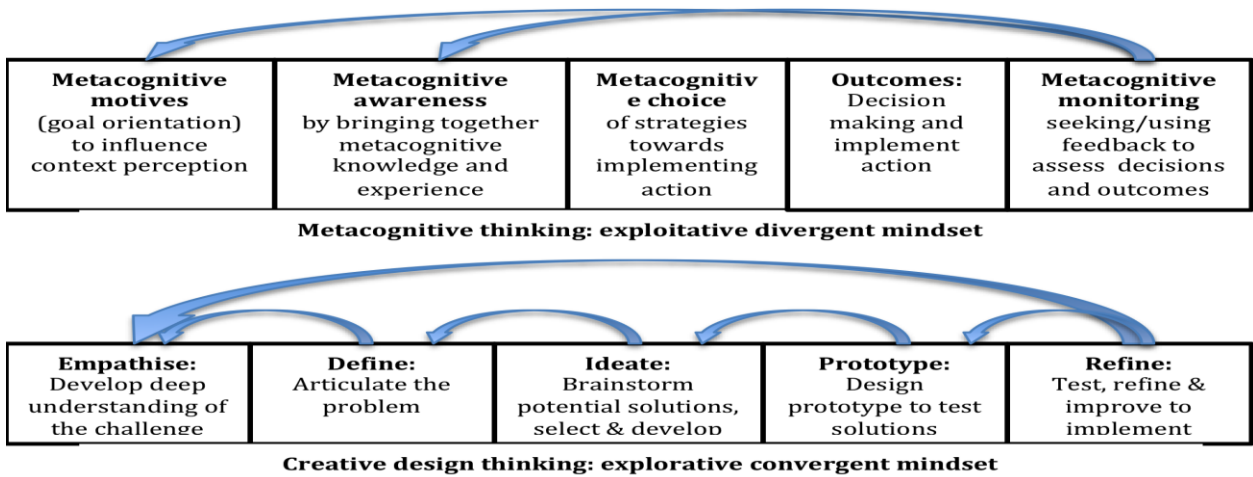 Metacognitive
motives
(goal orientation)
to influence
context perception
Metacognitive
awareness
by bringing together
metacognitive
knowledge and
experience
Metacognitiv
e choice
of strategies
towards
implementing
action
Outcomes:
Decision
making and
implement
action
Metacognitive
monitoring
seeking/using
feedback to
assess decisions
and outcomes
Metacognitive thinking: exploitative divergent mindset
Empathise:
Develop deep
understanding of
the challenge
Define:
Articulate the
problem
Ideate:
Brainstorm
potential solutions,
select & develop
Prototype:
Design
prototype to test
solutions
Refine:
Test, refine &
improve to
implement
Creative design thinking: explorative convergent mindset